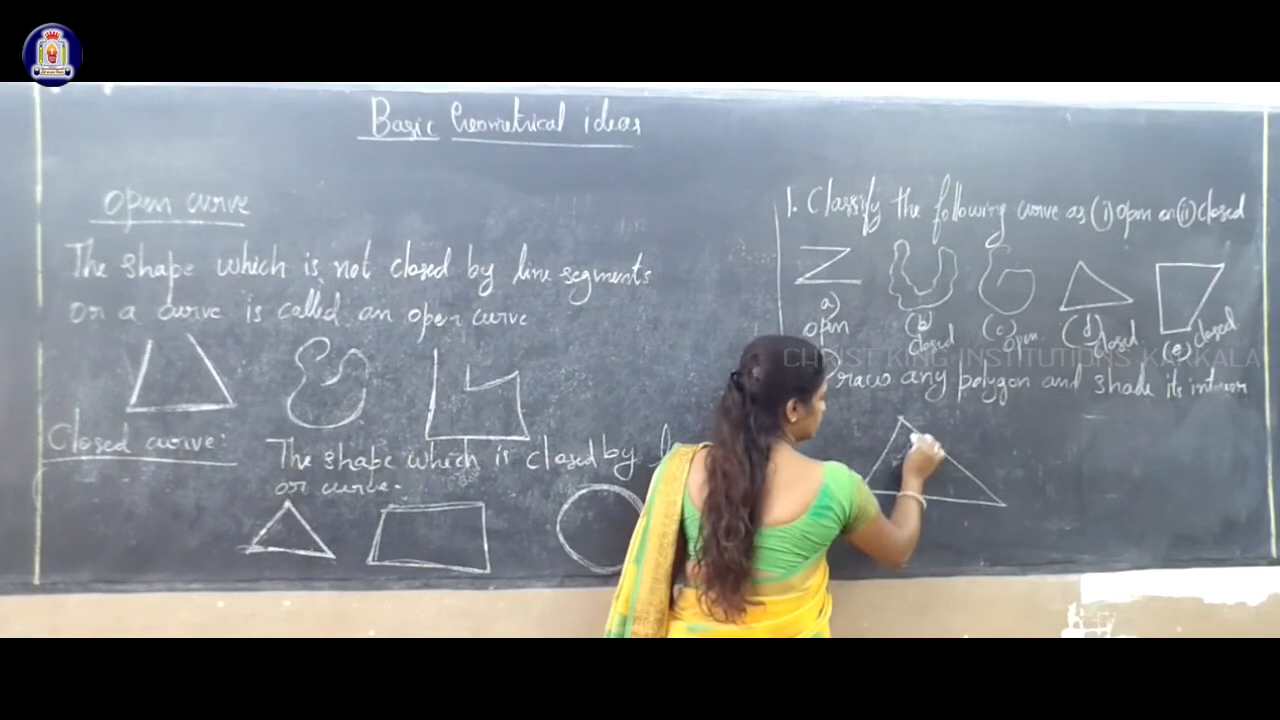 Basic Geometrical ideas
open curve
The shape which is not closed by line segments
or a curve is called an open curve
Closed curve:
The shape which is closed by l
or curve.
1. Classify the following curve as (i) Open or (ii) Closed
a)
open
(b)
closed
(c)
open
(d)
closed
(e)
closed
Draw any polygon and shade its interior
CHRIST KING INSTITUTIONS KARKALA